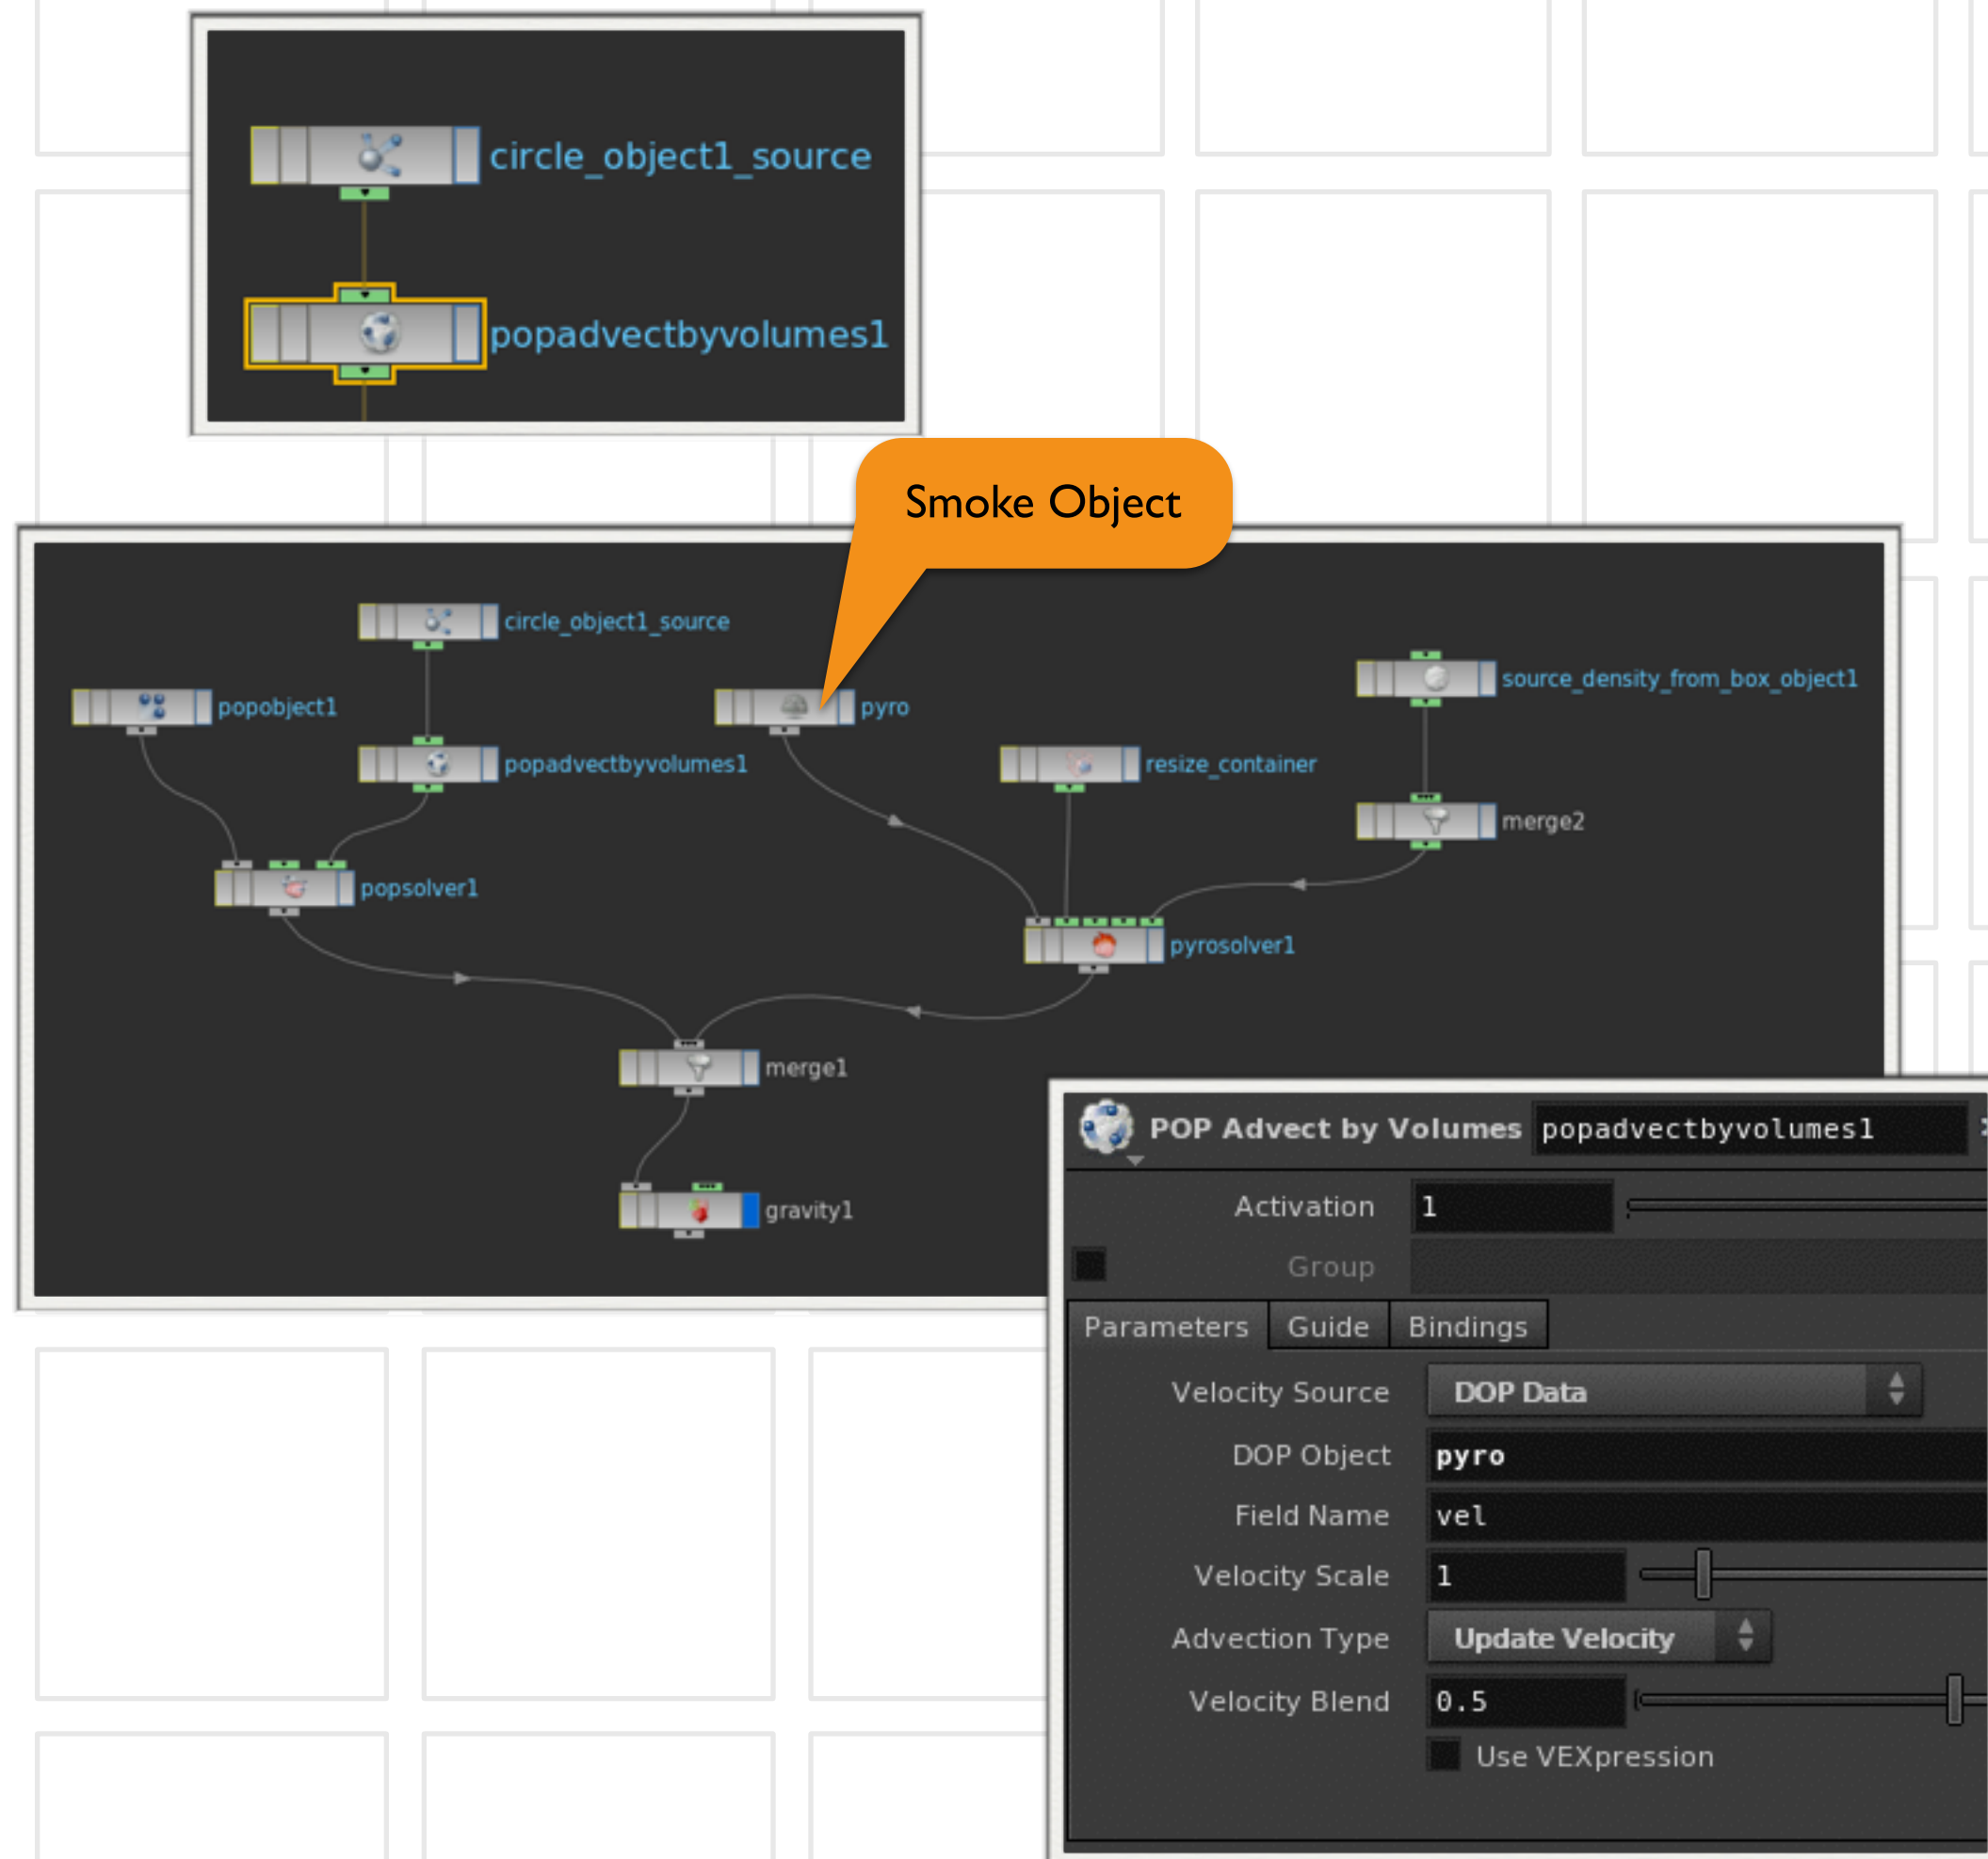 circle_object1_source
popadvectbyvolumes1
Smoke Object
circle_object1_source
popobject1
pyro
source_density_from_box_object1
popadvectbyvolumes1
resize_container
merge2
popsolver1
pyrosolver1
merge1
gravity1
POP Advect by Volumes popadvectbyvolumes1
Activation 1
Group
Parameters Guide Bindings
Velocity Source DOP Data
DOP Object pyro
Field Name vel
Velocity Scale 1
Advection Type Update Velocity
Velocity Blend 0.5
Use VEXpression